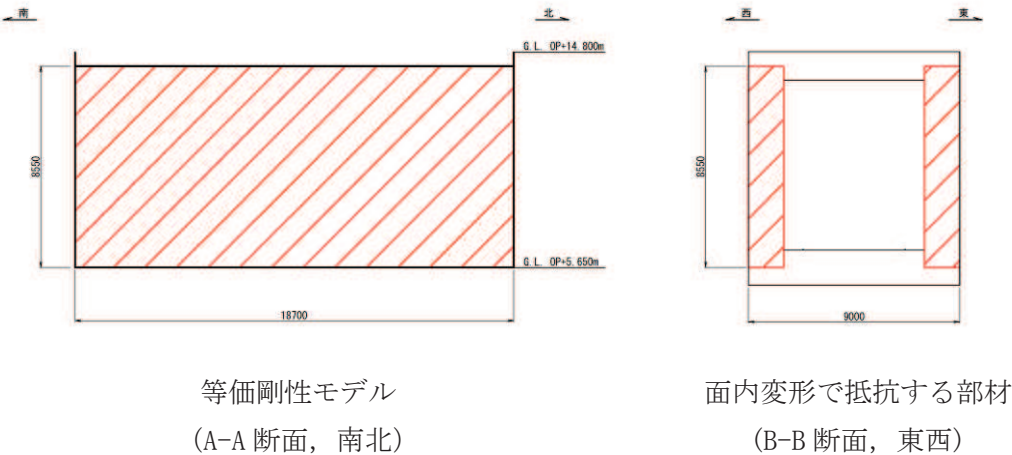 南
北
西
東
G.L. OP+14.800m
8550
8550
G.L. OP+5.650m
18700
9000
等価剛性モデル
面内変形で抵抗する部材
(A-A 断面, 南北)
(B-B 断面, 東西)